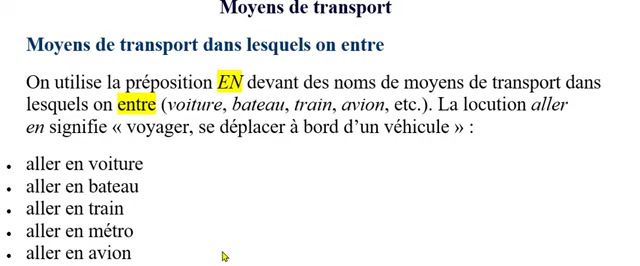 Moyens de transport
Moyens de transport dans lesquels on entre
On utilise la préposition EN devant des noms de moyens de transport dans
lesquels on entre (voiture, bateau, train, avion, etc.). La locution aller
en signifie « voyager, se déplacer à bord d’un véhicule » :
• aller en voiture
• aller en bateau
• aller en train
• aller en métro
• aller en avion